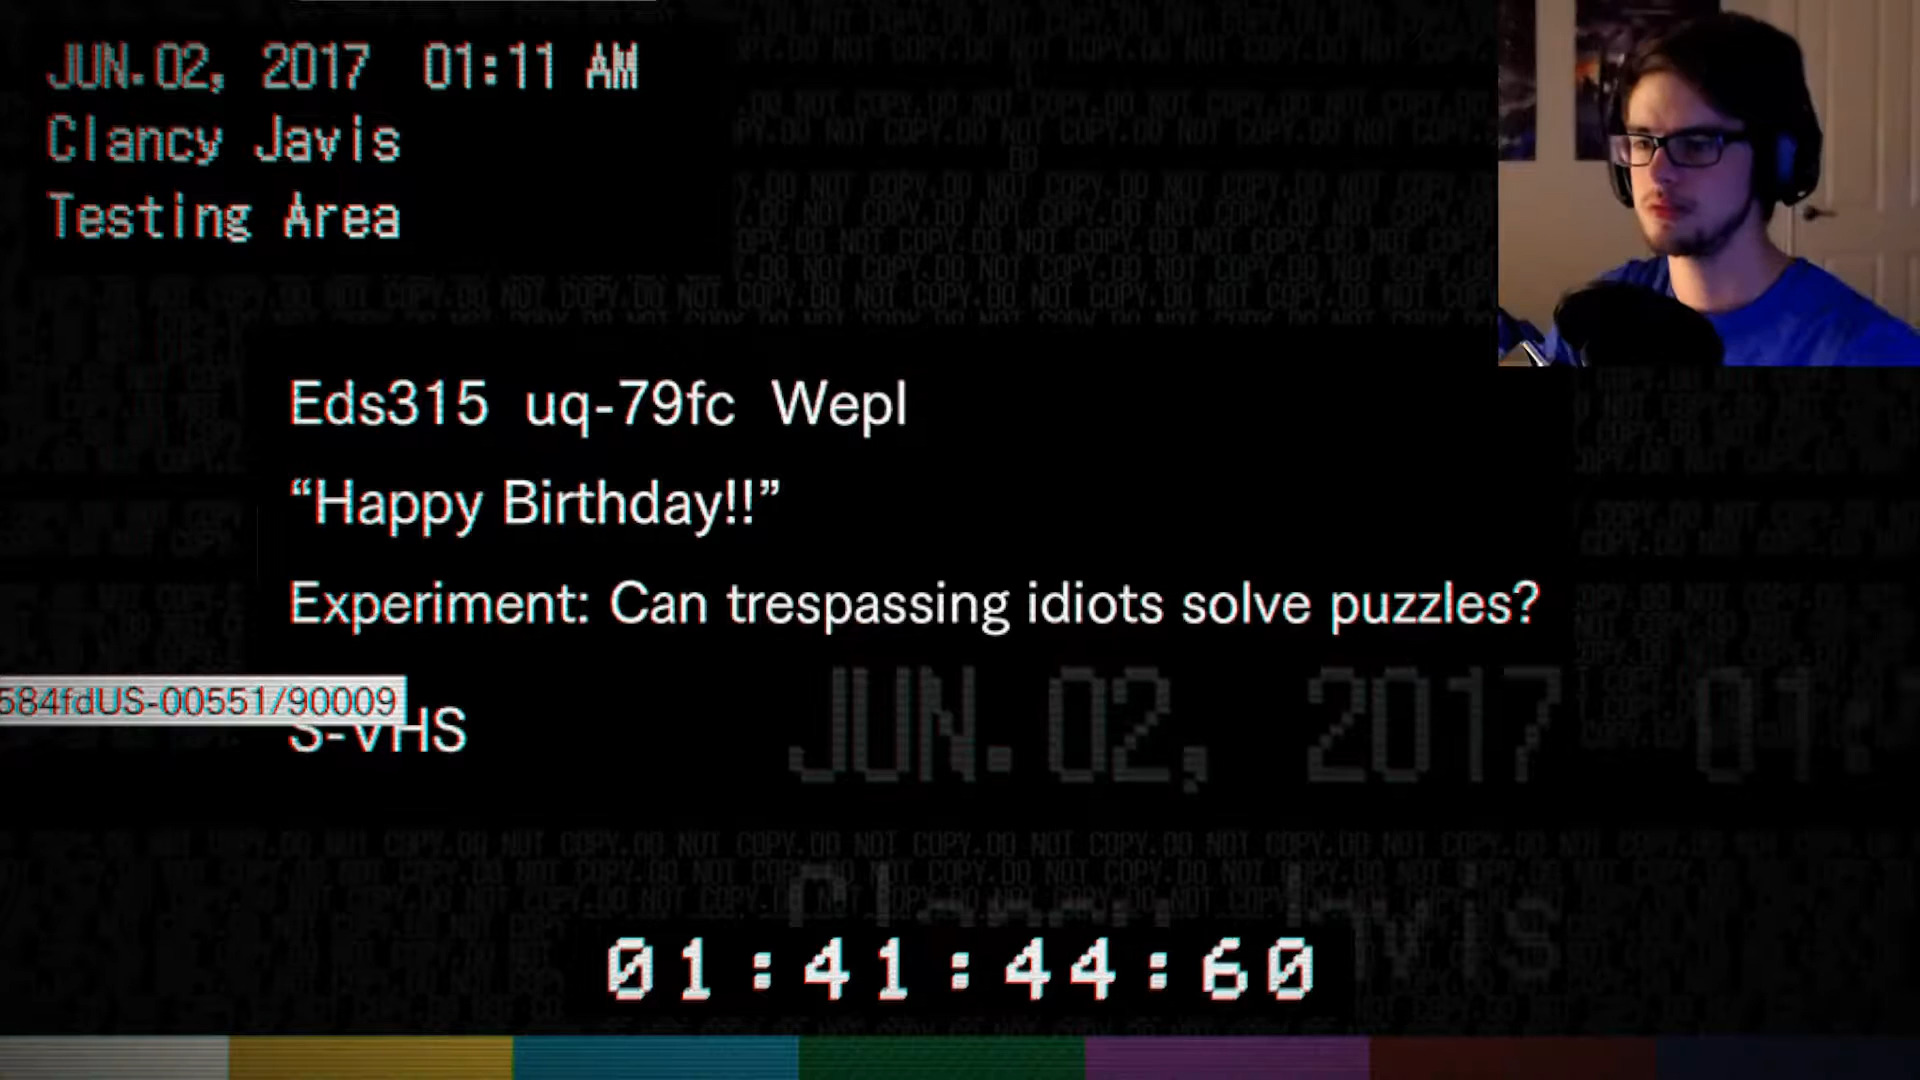 JUN.02, 2017 01:11 AM
Clancy Javis
Testing Area
Eds315 uq-79fc Wepl
“Happy Birthday!!”
Experiment: Can trespassing idiots solve puzzles?
584fdUS-00551/90009
S-VHS
JUN.02, 2017 01:
01:41:44:60